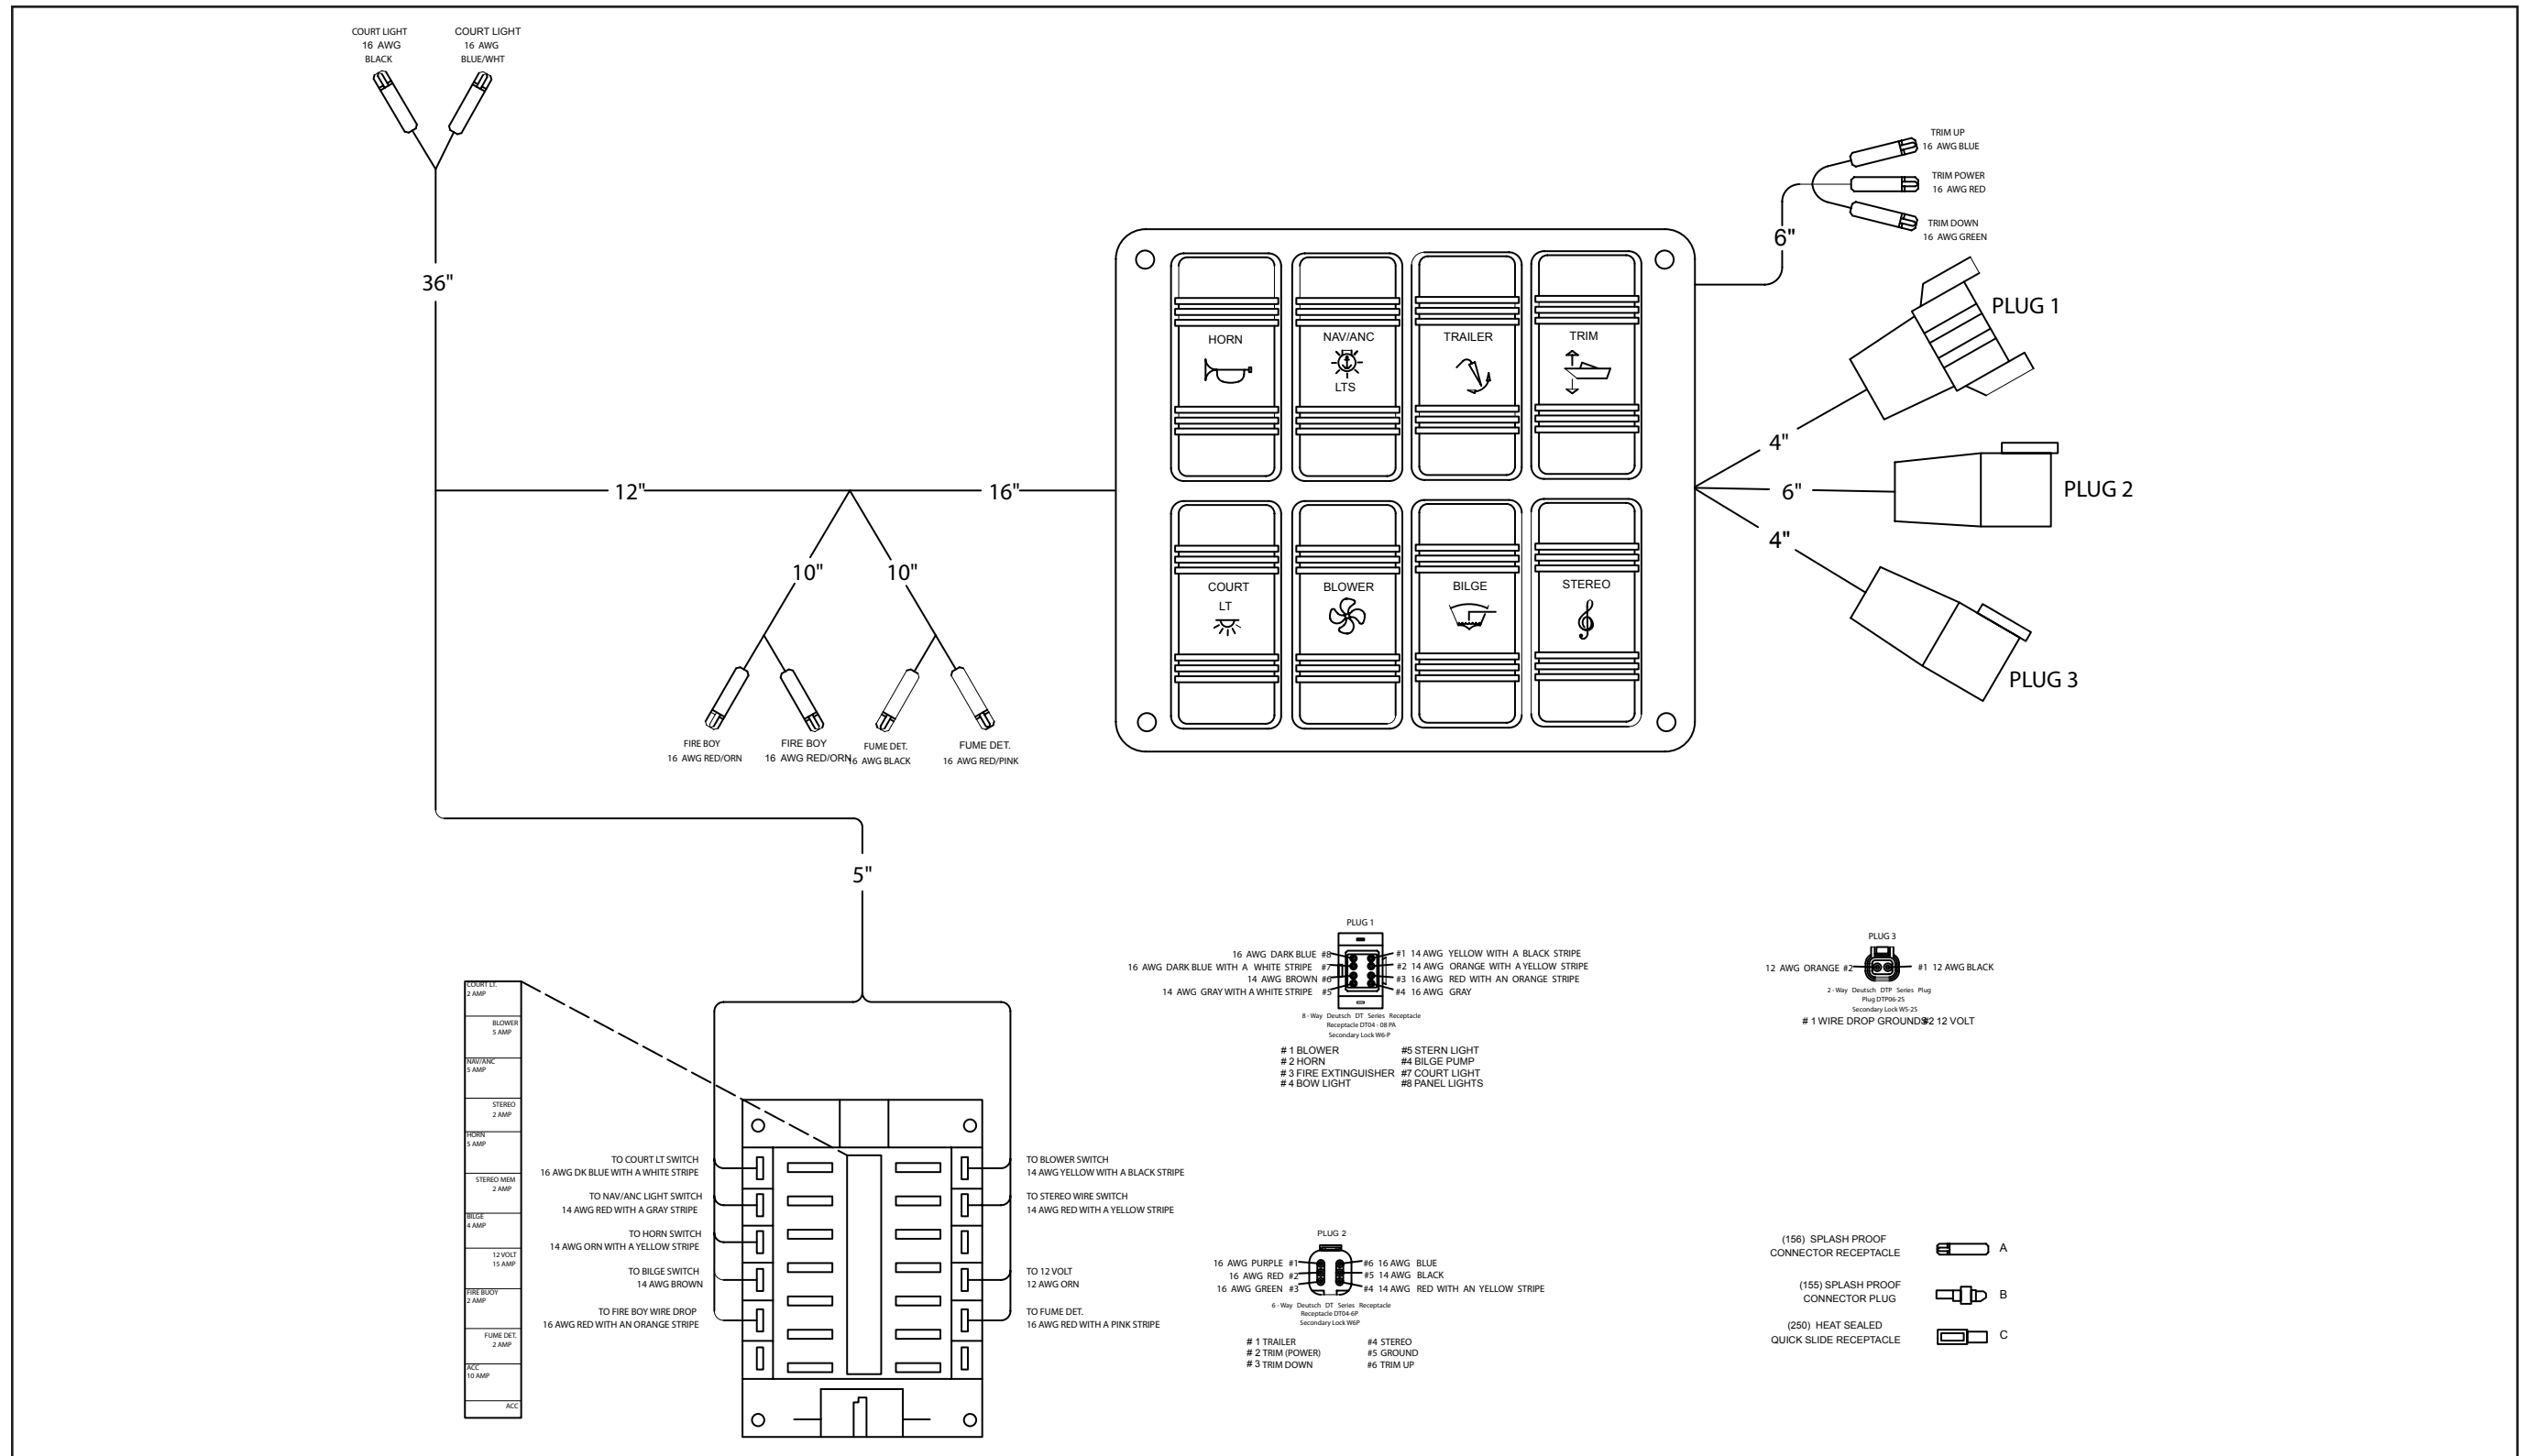 COURT LIGHT
16 AWG
BLACK
COURT LIGHT
16 AWG
BLUE/WHT
TRIM UP
16 AWG BLUE
TRIM POWER
16 AWG RED
TRIM DOWN
16 AWG GREEN
36"
6"
PLUG 1
HORN
NAV/ANC
LTS
TRAILER
TRIM
4"
12"
16"
6"
PLUG 2
4"
10"
10"
COURT
LT
BLOWER
BILGE
STEREO
PLUG 3
FIRE BOY
16 AWG RED/ORN
FIRE BOY
16 AWG RED/ORN
FUME DET.
16 AWG BLACK
FUME DET.
16 AWG RED/PINK
5"
COURT LT.
2 AMP
BLOWER
5 AMP
NAV/ANC
5 AMP
STEREO
2 AMP
HORN
5 AMP
STEREO MEM
2 AMP
BILGE
4 AMP
12 VOLT
15 AMP
FIRE BUOY
2 AMP
FUME DET.
2 AMP
ACC
10 AMP
ACC
TO COURT LT SWITCH
16 AWG DK BLUE WITH A WHITE STRIPE
TO NAV/ANC LIGHT SWITCH
14 AWG RED WITH A GRAY STRIPE
TO HORN SWITCH
14 AWG ORN WITH A YELLOW STRIPE
TO BILGE SWITCH
14 AWG BROWN
TO FIRE BOY WIRE DROP
16 AWG RED WITH AN ORANGE STRIPE
TO BLOWER SWITCH
14 AWG YELLOW WITH A BLACK STRIPE
TO STEREO WIRE SWITCH
14 AWG RED WITH A YELLOW STRIPE
TO 12 VOLT
12 AWG ORN
TO FUME DET.
16 AWG RED WITH A PINK STRIPE
PLUG 1
16 AWG DARK BLUE #8
16 AWG DARK BLUE WITH A WHITE STRIPE #7
14 AWG BROWN #6
14 AWG GRAY WITH A WHITE STRIPE #5
#1 14 AWG YELLOW WITH A BLACK STRIPE
#2 14 AWG ORANGE WITH A YELLOW STRIPE
#3 16 AWG RED WITH AN ORANGE STRIPE
#4 16 AWG GRAY
8 - Way Deutsch DT Series Receptacle
Receptacle DT04 - 08 PA
Secondary Lock W6-P
# 1 BLOWER
# 2 HORN
# 3 FIRE EXTINGUISHER
# 4 BOW LIGHT
#5 STERN LIGHT
#4 BILGE PUMP
#7 COURT LIGHT
#8 PANEL LIGHTS
PLUG 3
12 AWG ORANGE #2
#1 12 AWG BLACK
2 - Way Deutsch DTP Series Plug
Plug DTP06-2S
Secondary Lock W5-2S
# 1 WIRE DROP GROUNDS
#2 12 VOLT
PLUG 2
16 AWG PURPLE #1
16 AWG RED #2
16 AWG GREEN #3
#6 16 AWG BLUE
#5 14 AWG BLACK
#4 14 AWG RED WITH AN YELLOW STRIPE
6 - Way Deutsch DT Series Receptacle
Receptacle DT04-6P
Secondary Lock W6P
# 1 TRAILER
# 2 TRIM (POWER)
# 3 TRIM DOWN
#4 STEREO
#5 GROUND
#6 TRIM UP
(156) SPLASH PROOF
CONNECTOR RECEPTACLE
A
(155) SPLASH PROOF
CONNECTOR PLUG
B
(250) HEAT SEALED
QUICK SLIDE RECEPTACLE
C